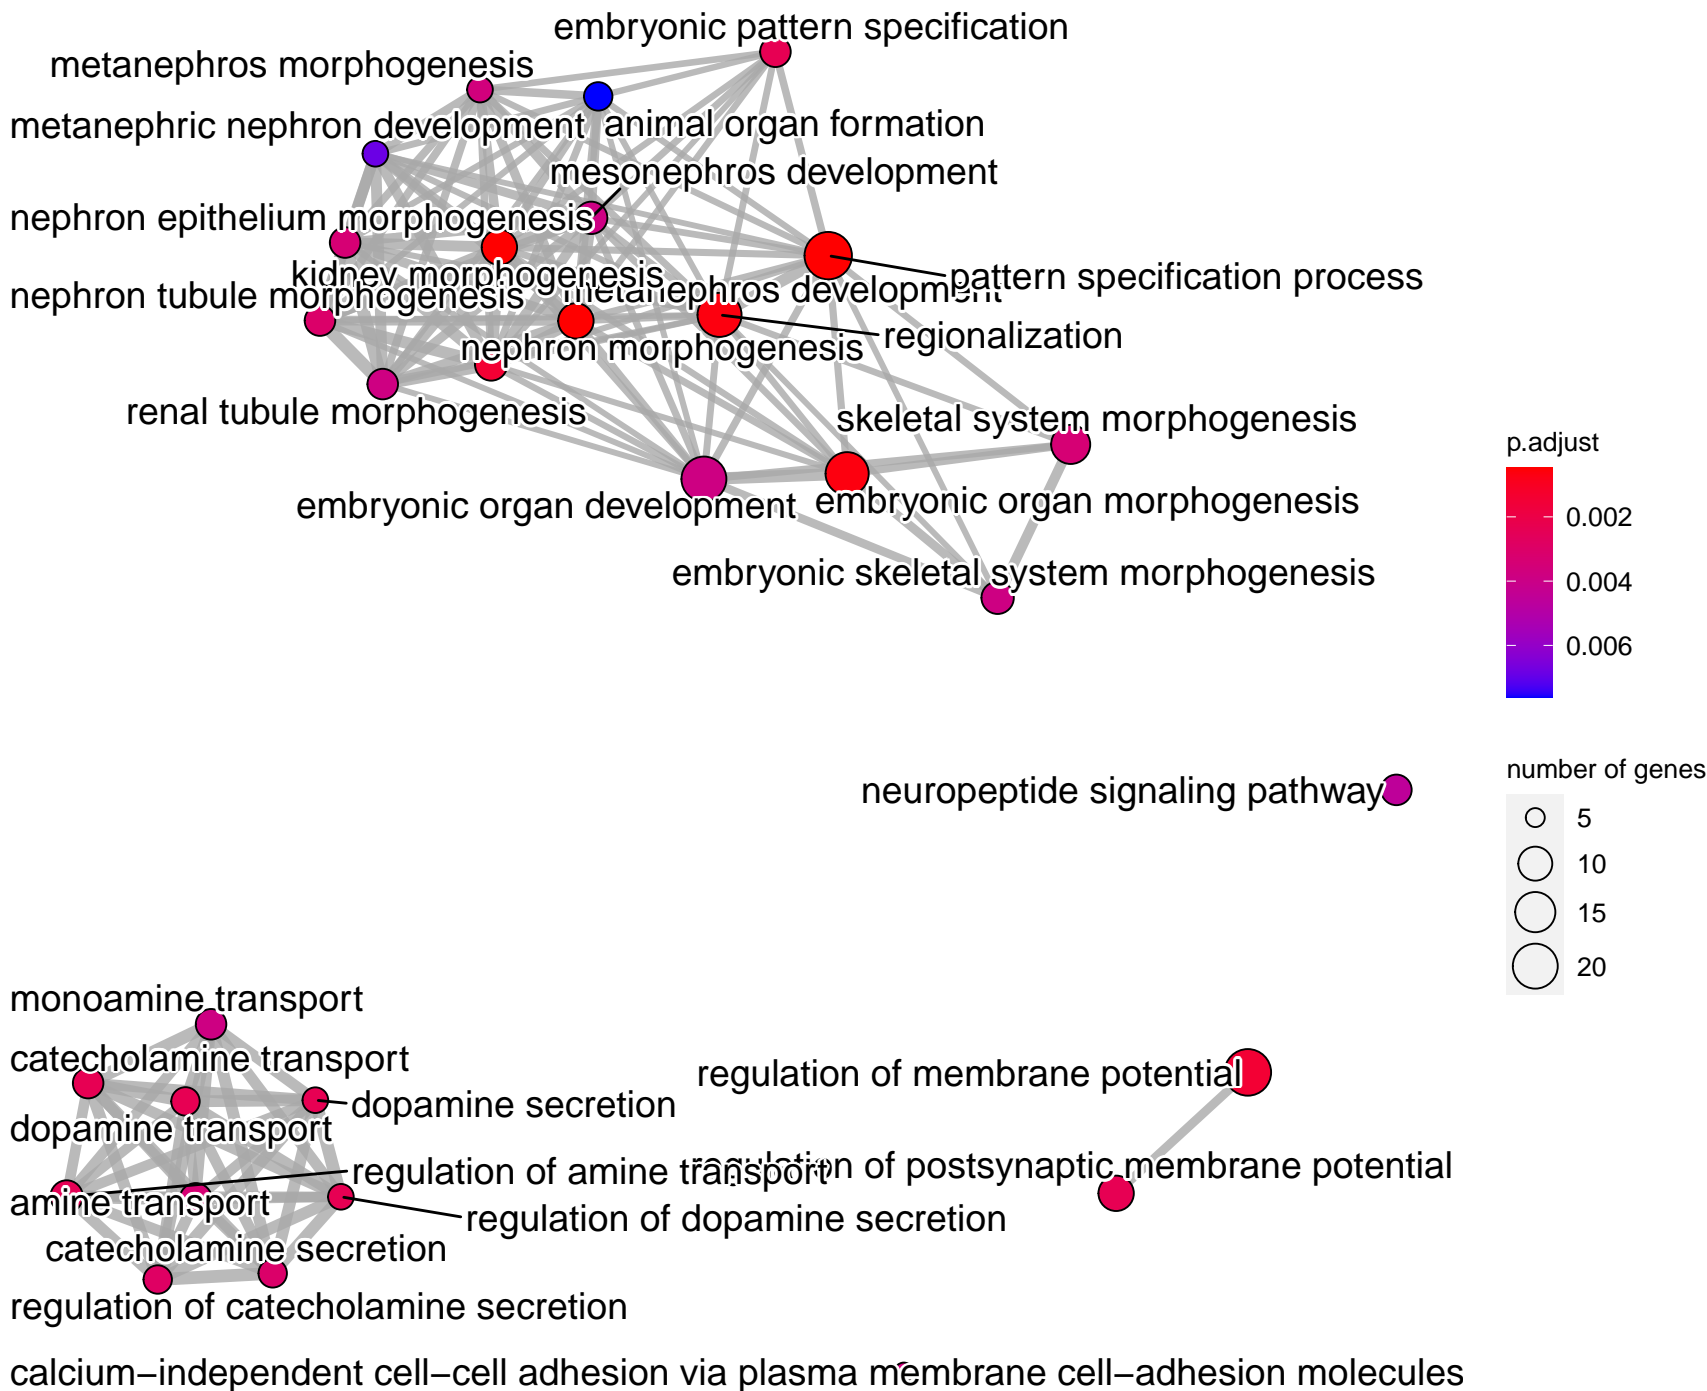 embryonic pattern specification
metanephros morphogenesis
metanephric nephron development
animal organ formation
mesonephros development
nephron epithelium morphogenesis
kidney morphogenesis
metanephros development
pattern specification process
nephron tubule morphogenesis
regionalization
nephron morphogenesis
renal tubule morphogenesis
skeletal system morphogenesis
embryonic organ development
embryonic organ morphogenesis
embryonic skeletal system morphogenesis
p.adjust
0.002
0.004
0.006
neuropeptide signaling pathway
number of genes
5
10
15
20
monoamine transport
catecholamine transport
dopamine secretion
dopamine transport
regulation of membrane potential
regulation of amine transport
regulation of postsynaptic membrane potential
amine transport
regulation of dopamine secretion
catecholamine secretion
regulation of catecholamine secretion
calcium−independent cell−cell adhesion via plasma membrane cell−adhesion molecules